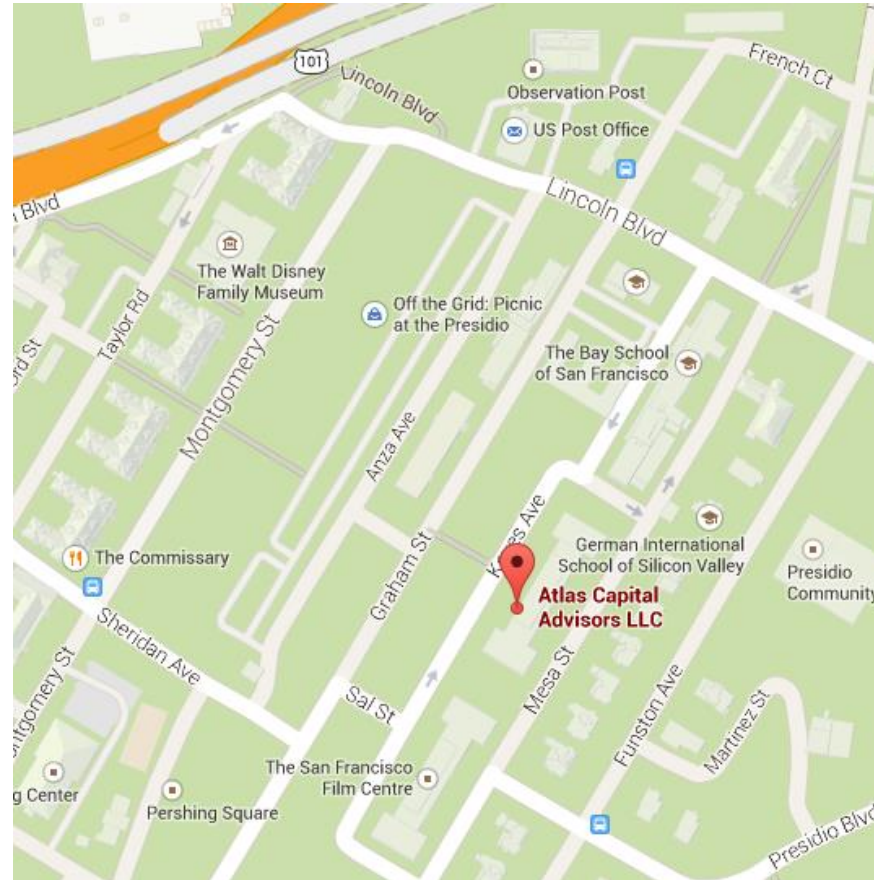 101
Lincoln Blvd
French Ct
Observation Post
US Post Office
Blvd
Lincoln Blvd
The Walt Disney
Family Museum
Taylor Rd
Off the Grid: Picnic
at the Presidio
The Bay School
of San Francisco
Montgomery St
Anza Ave
St
The Commissary
Graham St
Ave
German International
School of Silicon Valley
Presidio
Community
Atlas Capital
Advisors LLC
Sheridan Ave
Mesa St
Sal St
Funston Ave
Martinez St
ntgomery St
The San Francisco
Film Centre
g Center
Pershing Square
Presidio Blvd